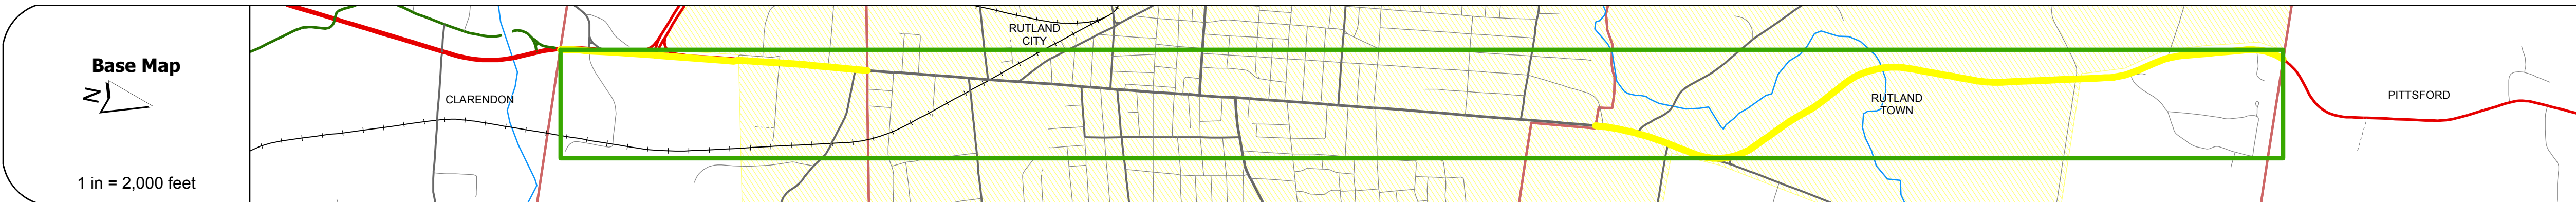 Base Map
N
1 in = 2,000 feet
CLARENDON
RUTLAND
CITY
RUTLAND
TOWN
PITTSFORD